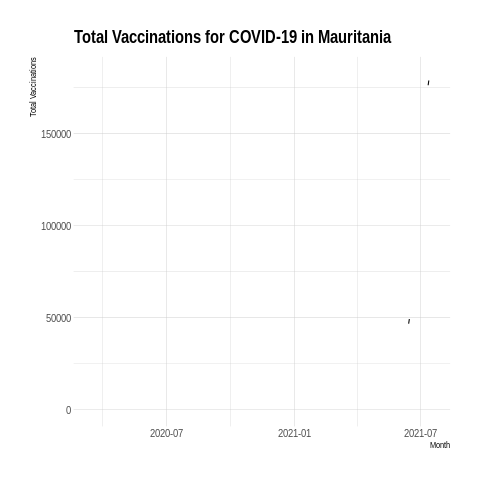 Total Vaccinations for COVID-19 in Mauritania
Total Vaccinations
150000
100000
50000
0
2020-07
2021-01
2021-07
Month